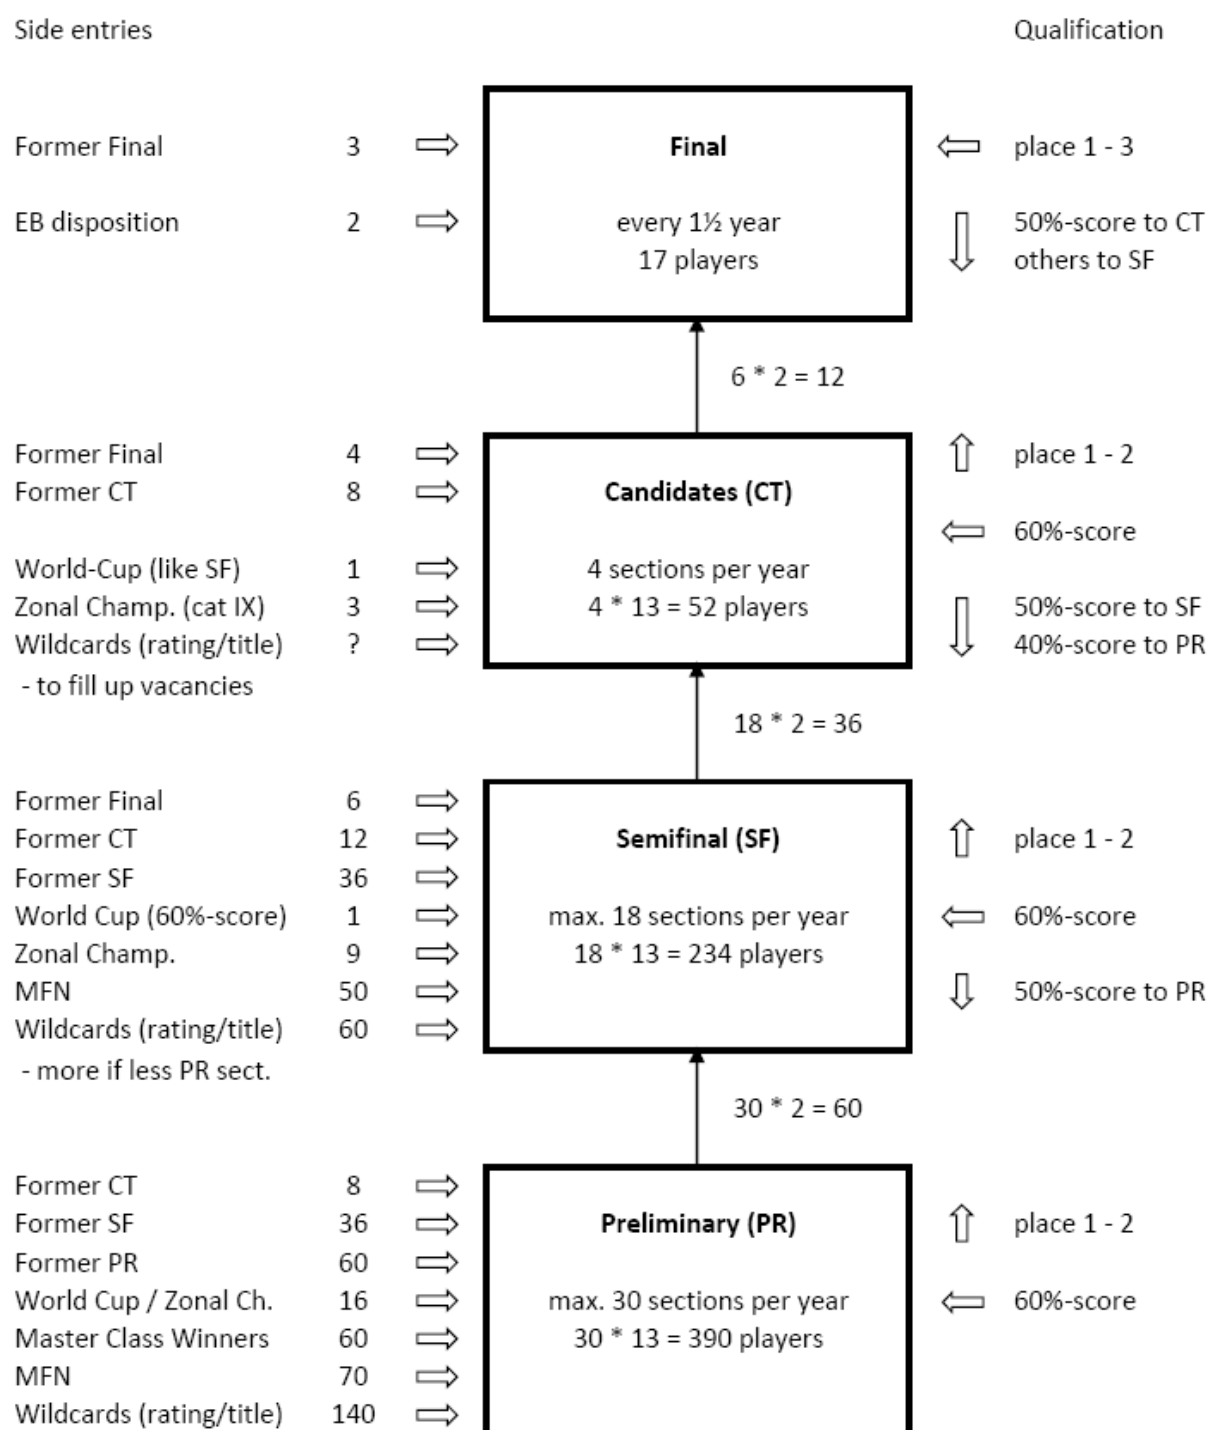 Side entries Qualification
Former Final 3 Final place 1 - 3
EB disposition 2 every 1½ year 50%-score to CT
17 players others to SF
6 * 2 = 12
Former Final 4 place 1 - 2
Former CT 8 Candidates (CT)
60%-score
World-Cup (like SF) 1 4 sections per year
Zonal Champ. (cat IX) 3 4 * 13 = 52 players 50%-score to SF
Wildcards (rating/title) ? 40%-score to PR
- to fill up vacancies
18 * 2 = 36
Former Final 6
Former CT 12 Semifinal (SF) place 1 - 2
Former SF 36
World Cup (60%-score) 1 max. 18 sections per year 60%-score
Zonal Champ. 9 18 * 13 = 234 players
MFN 50 50%-score to PR
Wildcards (rating/title) 60
- more if less PR sect.
30 * 2 = 60
Former CT 8
Former SF 36 Preliminary (PR) place 1 - 2
Former PR 60
World Cup / Zonal Ch. 16 max. 30 sections per year 60%-score
Master Class Winners 60 30 * 13 = 390 players
MFN 70
Wildcards (rating/title) 140